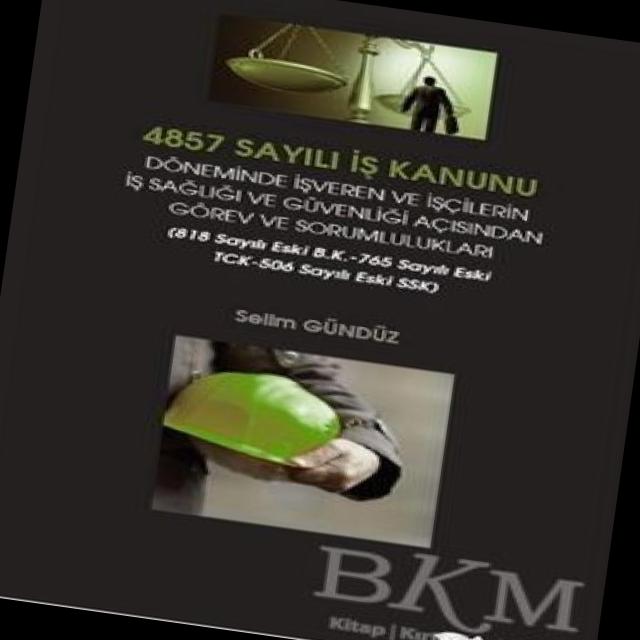 4857 SAYILI İŞ KANUNU
DÖNEMİNDE İŞVEREN VE İŞÇİLERİN
İŞ SAĞLIĞI VE GÜVENLİĞİ AÇISINDAN
GÖREV VE SORUMLULUKLARI
(818 Sayılı Eski B.K.-765 Sayılı Eski
TCK-506 Sayılı Eski SSK)
Selim GÜNDÜZ
BKM
Kitap |